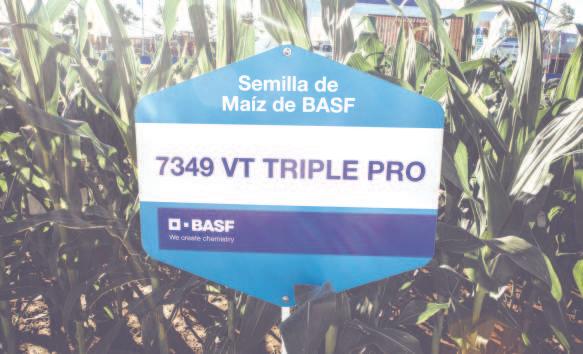 Semilla de
Maíz de BASF
7349 VT TRIPLE PRO
BASF
We create chemistry